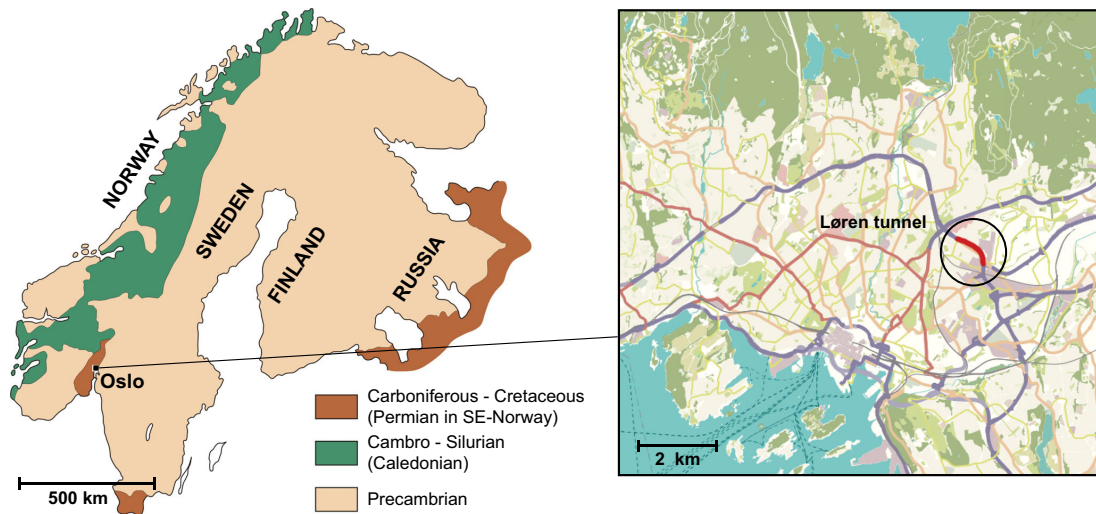 NORWAY
SWEDEN
FINLAND
RUSSIA
Oslo
500 km
Carboniferous - Cretaceous
(Permian in SE-Norway)
Cambro - Silurian
(Caledonian)
Precambrian
Løren tunnel
2 km